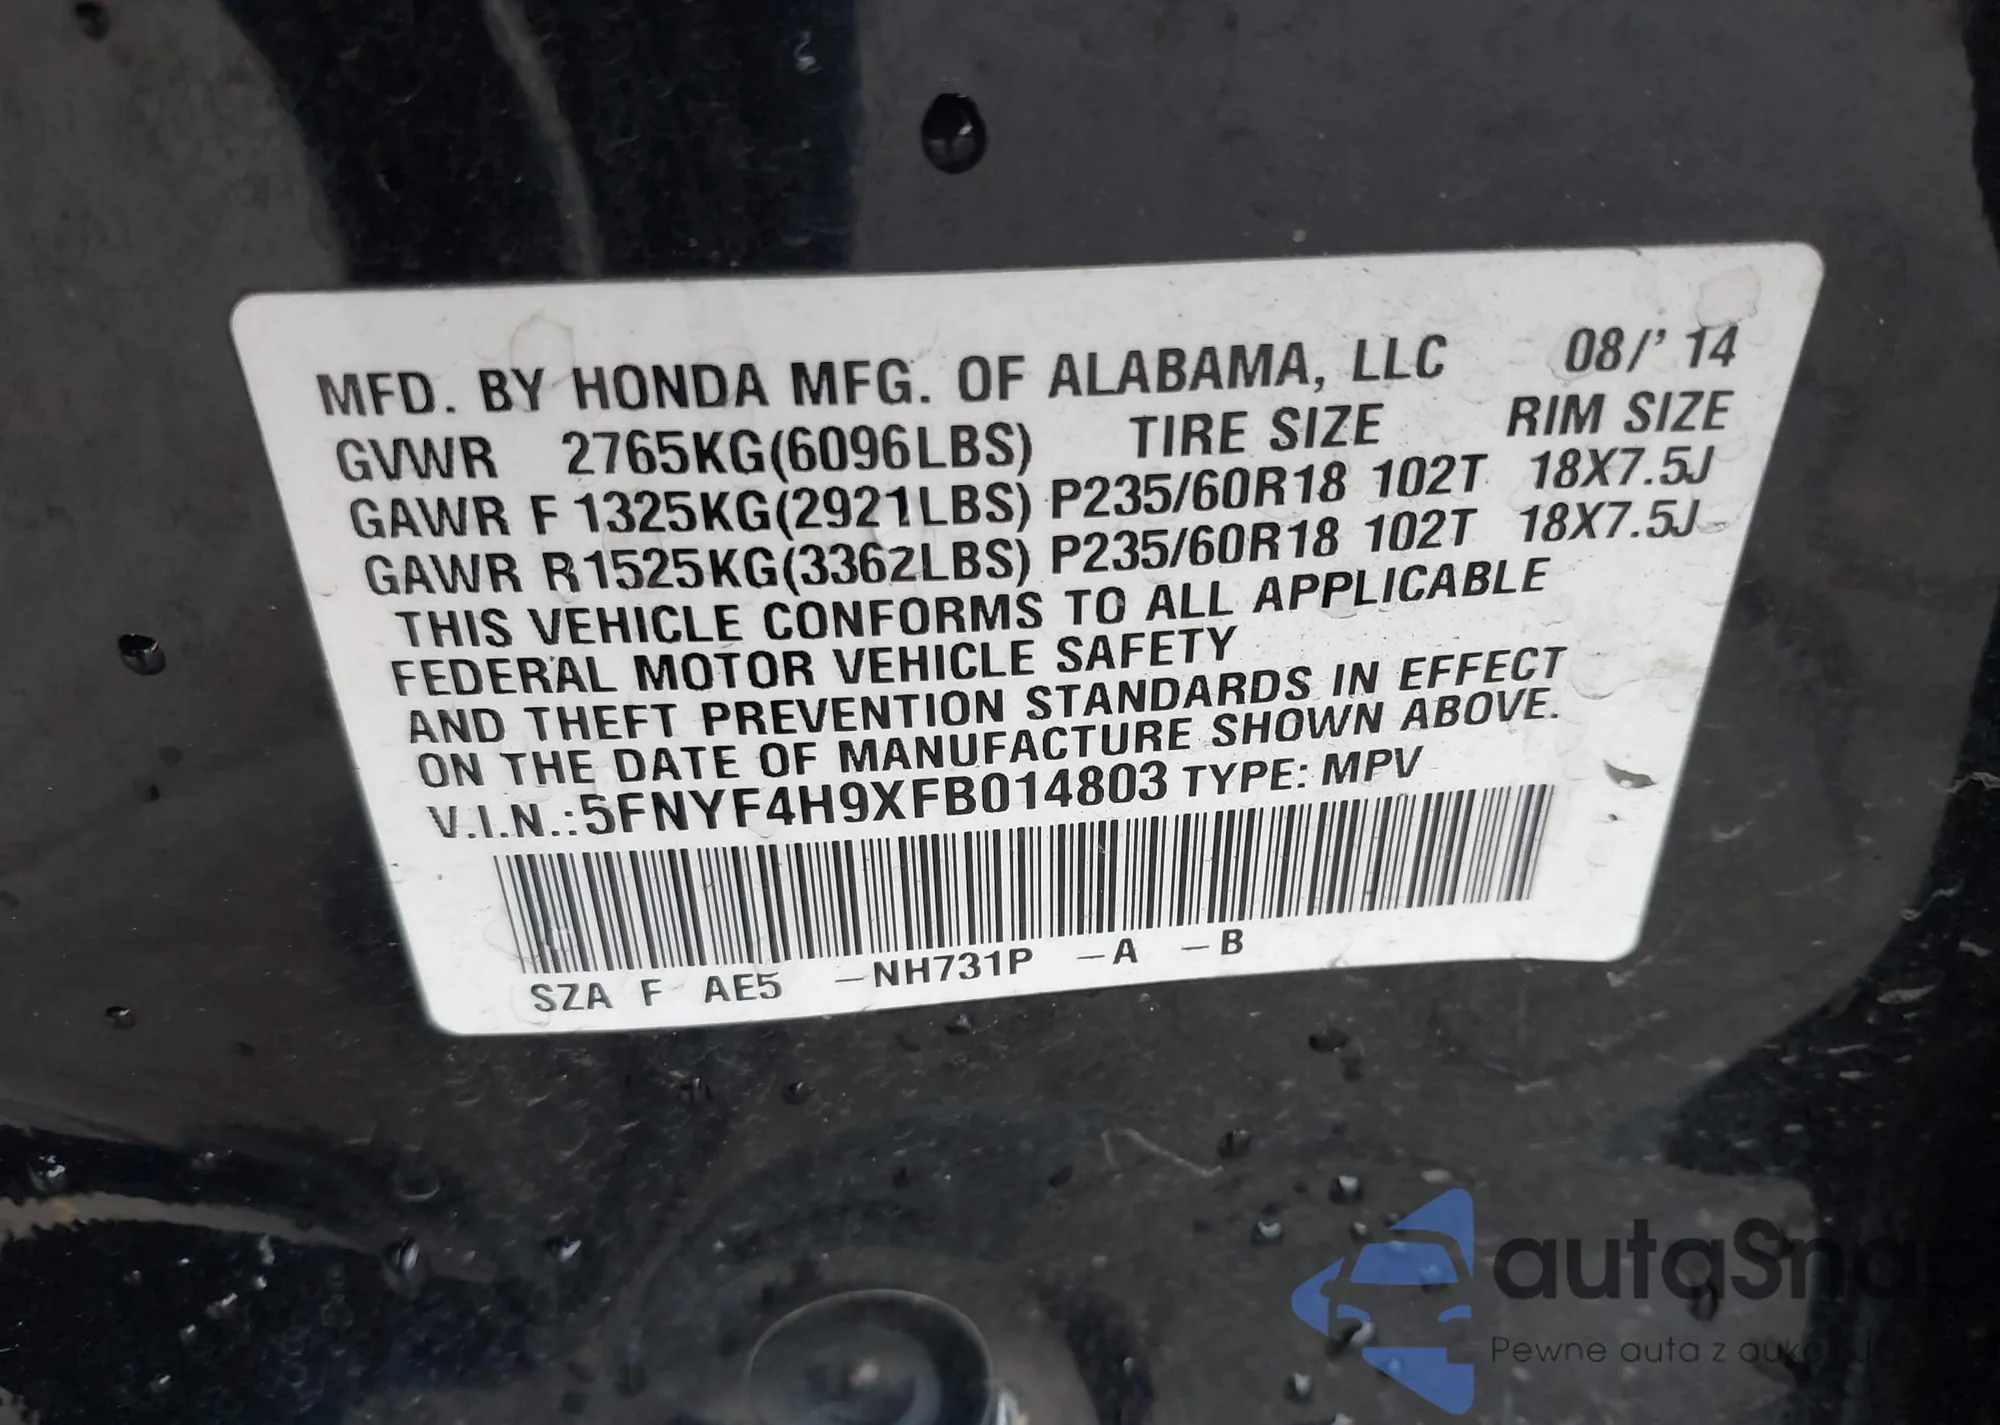 MFD. BY HONDA MFG. OF ALABAMA, LLC 08/' 14
GVWR 2765KG(6096LBS) TIRE SIZE RIM SIZE
GAWR F 1325KG(2921LBS) P235/60R18 102T 18X7.5J
GAWR R 1525KG(3362LBS) P235/60R18 102T 18X7.5J
THIS VEHICLE CONFORMS TO ALL APPLICABLE
FEDERAL MOTOR VEHICLE SAFETY
AND THEFT PREVENTION STANDARDS IN EFFECT
ON THE DATE OF MANUFACTURE SHOWN ABOVE.
V.I.N.:5FNYF4H9XFB014803 TYPE: MPV
SZA F AE5 -NH731P -A -B
Pewne auta z